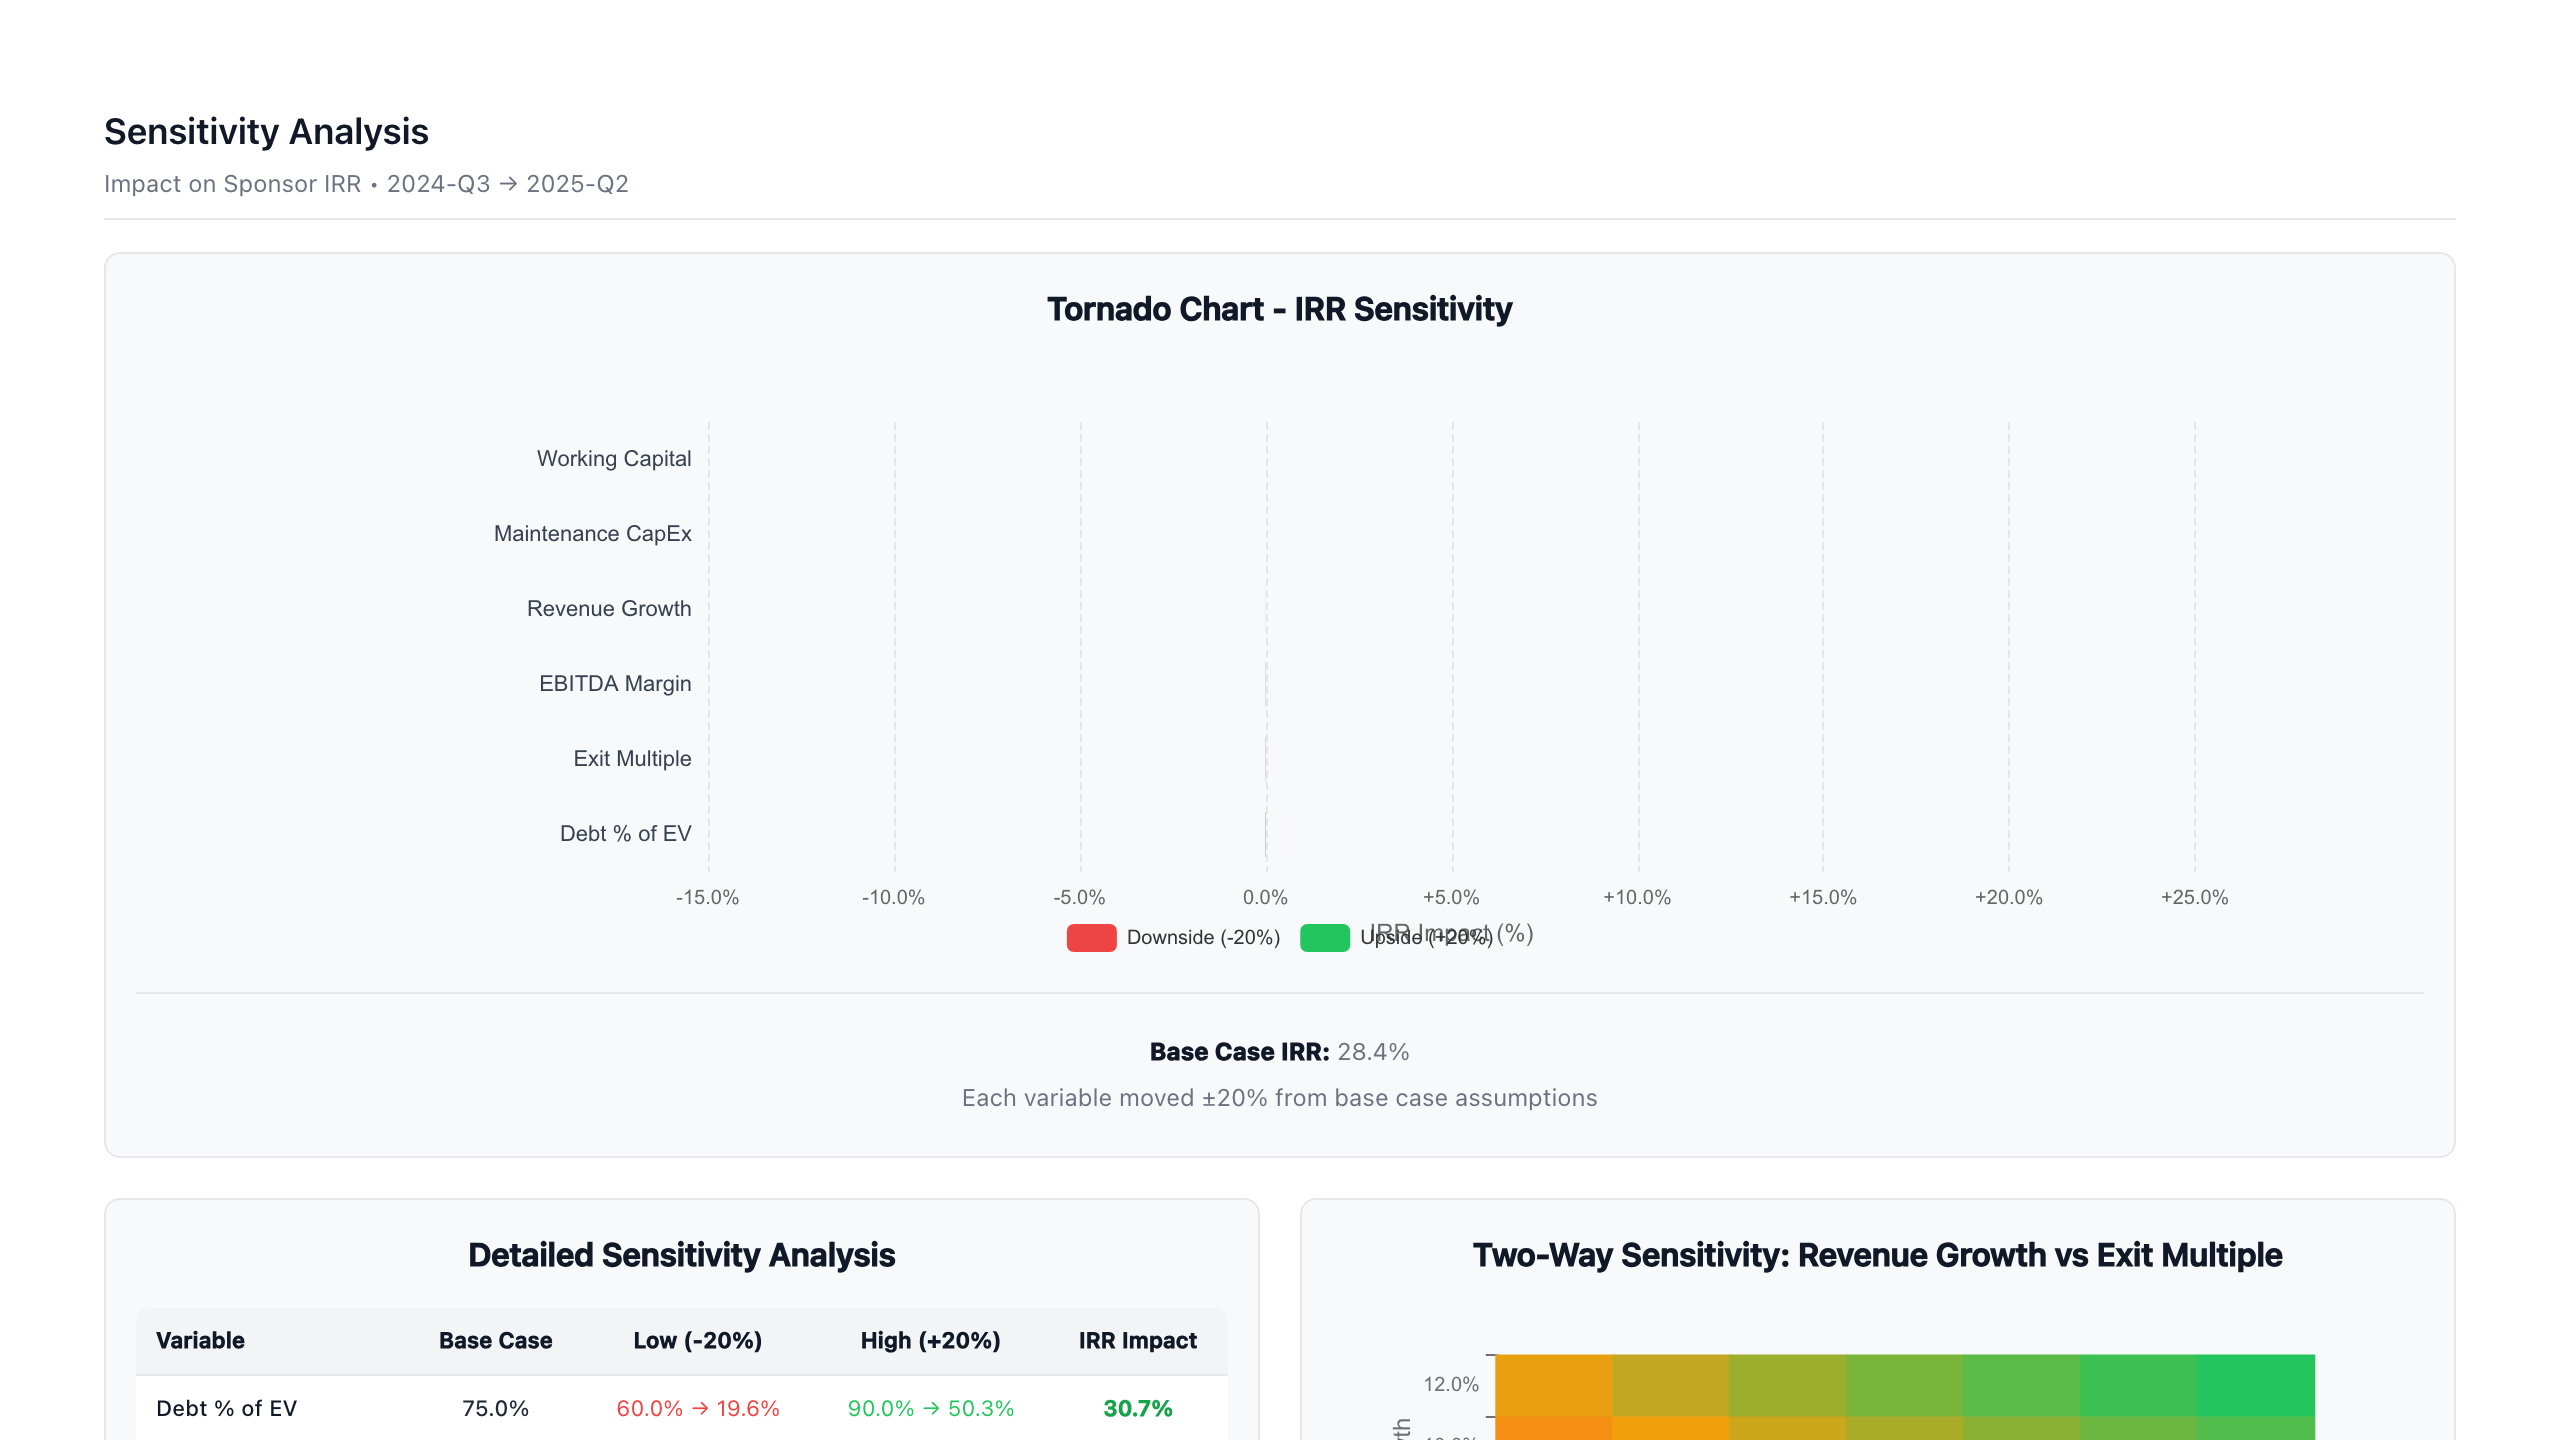 Sensitivity Analysis
Impact on Sponsor IRR • 2024-Q3 → 2025-Q2
Tornado Chart - IRR Sensitivity
Working Capital
Maintenance CapEx
Revenue Growth
EBITDA Margin
Exit Multiple
Debt % of EV
-15.0% -10.0% -5.0% 0.0% +5.0% +10.0% +15.0% +20.0% +25.0%
IRR Impact (%)
Downside (-20%) Upside (+20%)
Base Case IRR: 28.4%
Each variable moved ±20% from base case assumptions
Detailed Sensitivity Analysis
Variable Base Case Low (-20%) High (+20%) IRR Impact
Debt % of EV 75.0% 60.0% → 19.6% 90.0% → 50.3% 30.7%
Two-Way Sensitivity: Revenue Growth vs Exit Multiple
12.0%